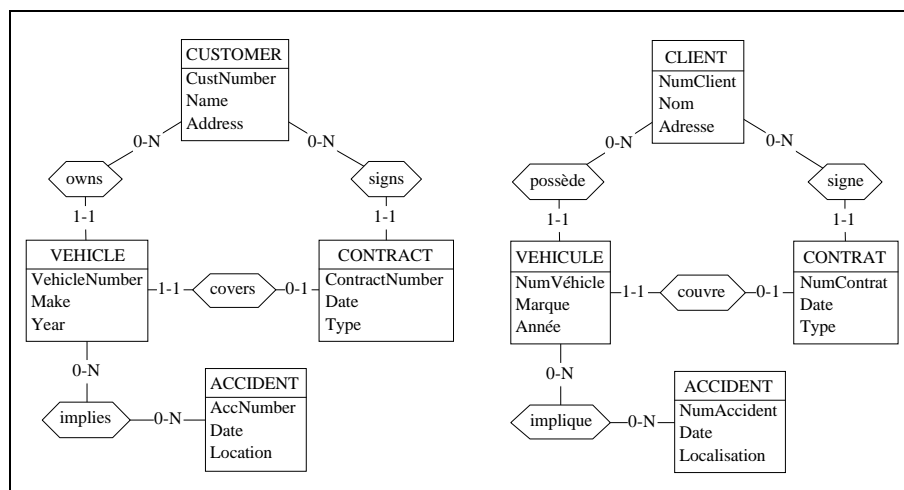 CUSTOMER
CustNumber
Name
Address
0-N
0-N
owns
signs
1-1
1-1
VEHICLE
VehicleNumber
Make
Year
1-1
covers
0-1
CONTRACT
ContractNumber
Date
Type
0-N
implies
0-N
ACCIDENT
AccNumber
Date
Location
CLIENT
NumClient
Nom
Adresse
0-N
0-N
possède
signe
1-1
1-1
VEHICULE
NumVéhicle
Marque
Année
1-1
couvre
0-1
CONTRAT
NumContrat
Date
Type
0-N
implique
0-N
ACCIDENT
NumAccident
Date
Localisation